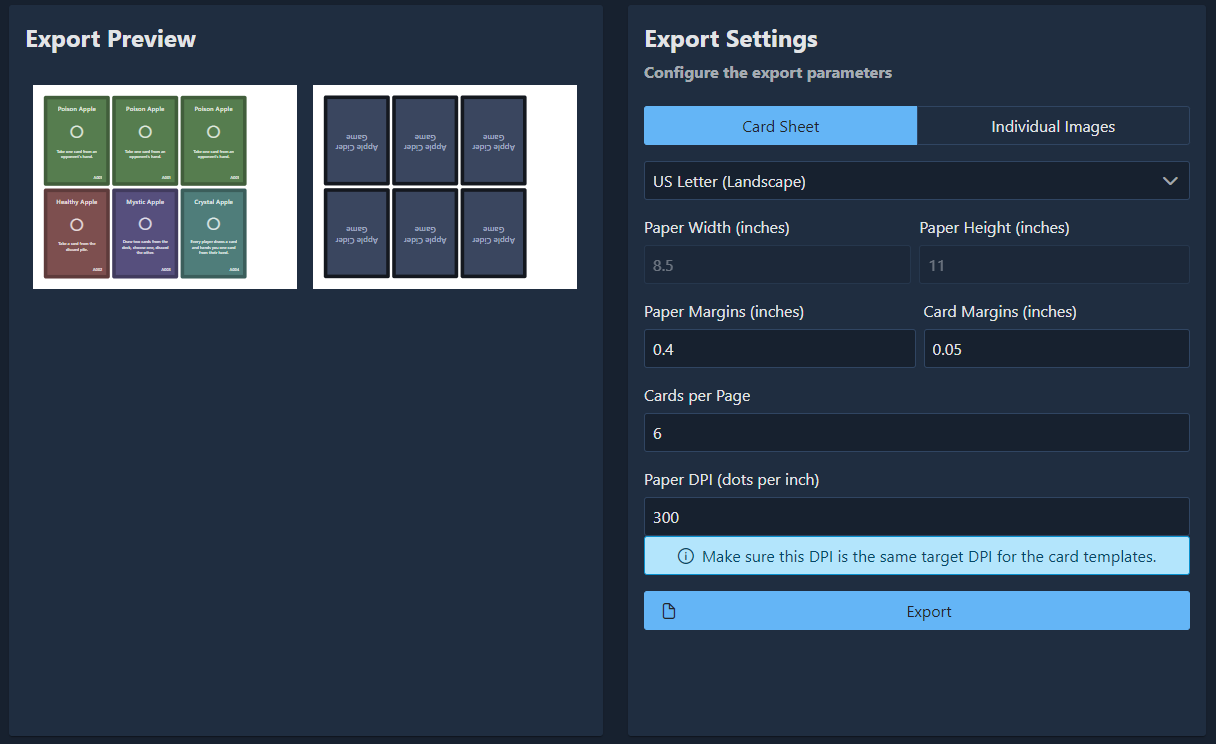 Export Preview
Poison Apple
Poison Apple
Poison Apple
Take one card from an
opponent's hand.
Take one card from an
opponent's hand.
Take one card from an
opponent's hand.
A001
A001
A001
Healthy Apple
Mystic Apple
Crystal Apple
Take a card from the
discard pile.
Draw two cards from the
deck, choose one, discard
the other.
Every player draws a card
and hands you one card
from their hand.
A002
A003
A004
Apple Cider
Game
Apple Cider
Game
Apple Cider
Game
Apple Cider
Game
Apple Cider
Game
Apple Cider
Game
Export Settings
Configure the export parameters
Card Sheet
Individual Images
US Letter (Landscape)
Paper Width (inches)
Paper Height (inches)
8.5
11
Paper Margins (inches)
Card Margins (inches)
0.4
0.05
Cards per Page
6
Paper DPI (dots per inch)
300
Make sure this DPI is the same target DPI for the card templates.
Export